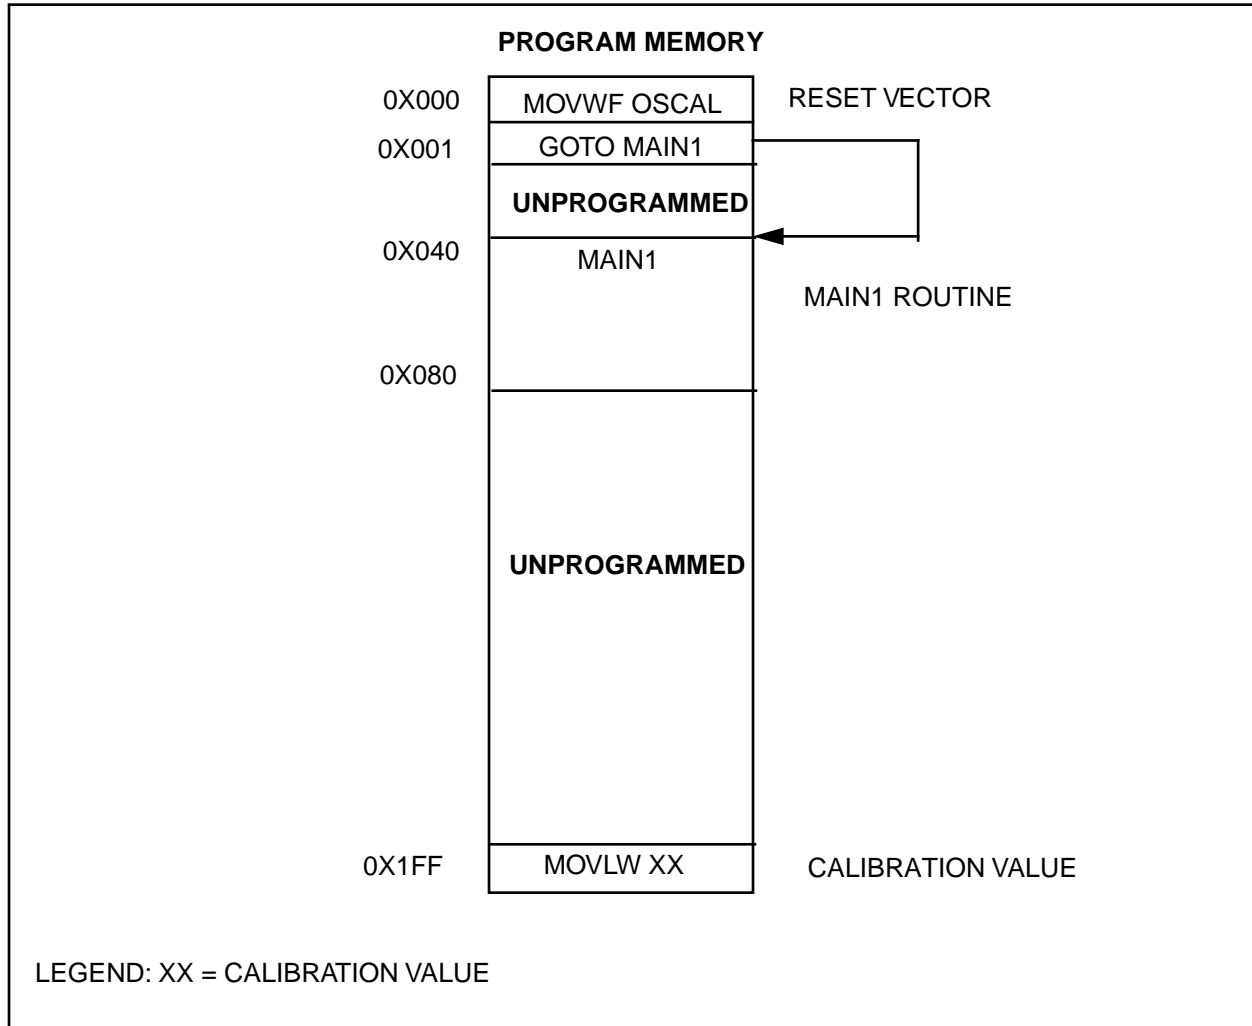 PROGRAM MEMORY
0X000 MOVWF OSCAL RESET VECTOR
0X001 GOTO MAIN1
UNPROGRAMMED
0X040 MAIN1
MAIN1 ROUTINE
0X080
UNPROGRAMMED
0X1FF MOVLW XX CALIBRATION VALUE
LEGEND: XX = CALIBRATION VALUE